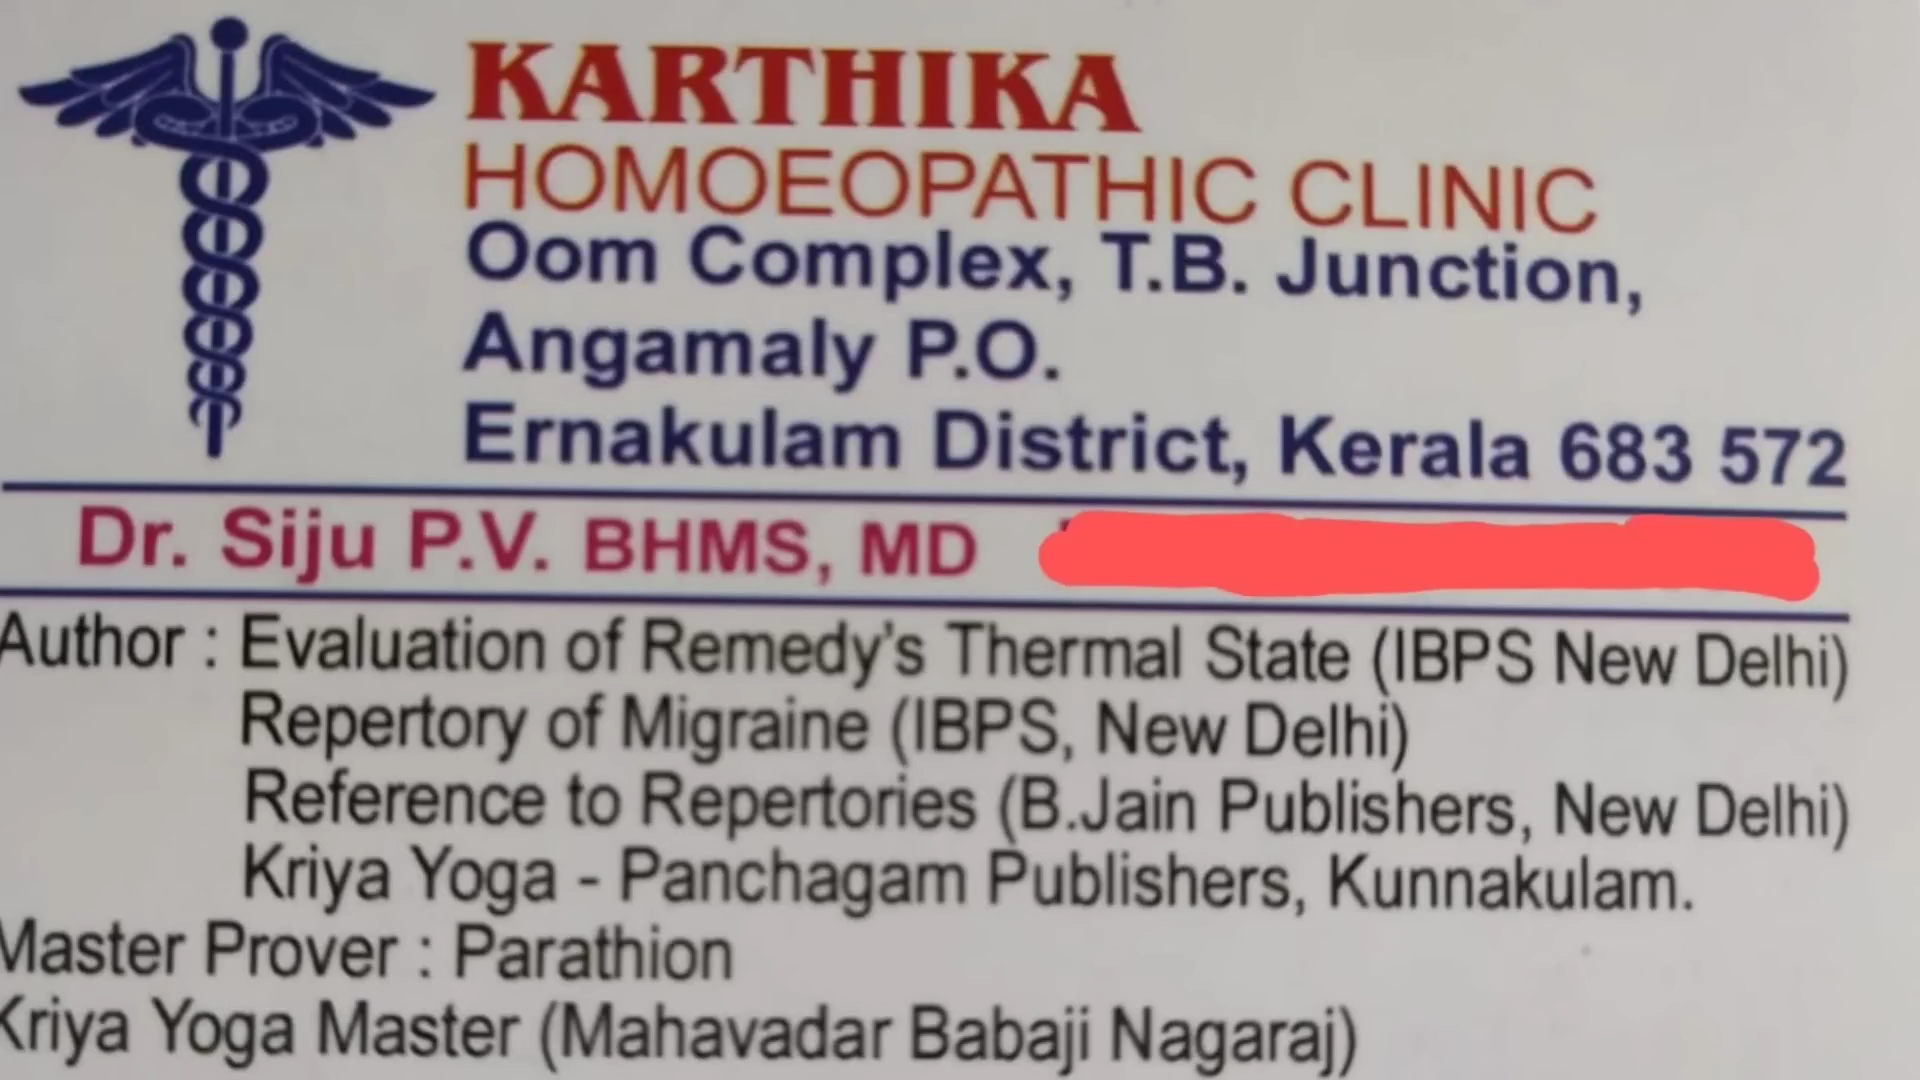 KARTHIKA
HOMOEOPATHIC CLINIC
Oom Complex, T.B. Junction,
Angamaly P.O.
Ernakulam District, Kerala 683 572
Dr. Siju P.V. BHMS, MD
Author : Evaluation of Remedy's Thermal State (IBPS New Delhi)
Repertory of Migraine (IBPS, New Delhi)
Reference to Repertories (B.Jain Publishers, New Delhi)
Kriya Yoga - Panchagam Publishers, Kunnakulam.
Master Prover : Parathion
Kriya Yoga Master (Mahavadar Babaji Nagaraj)